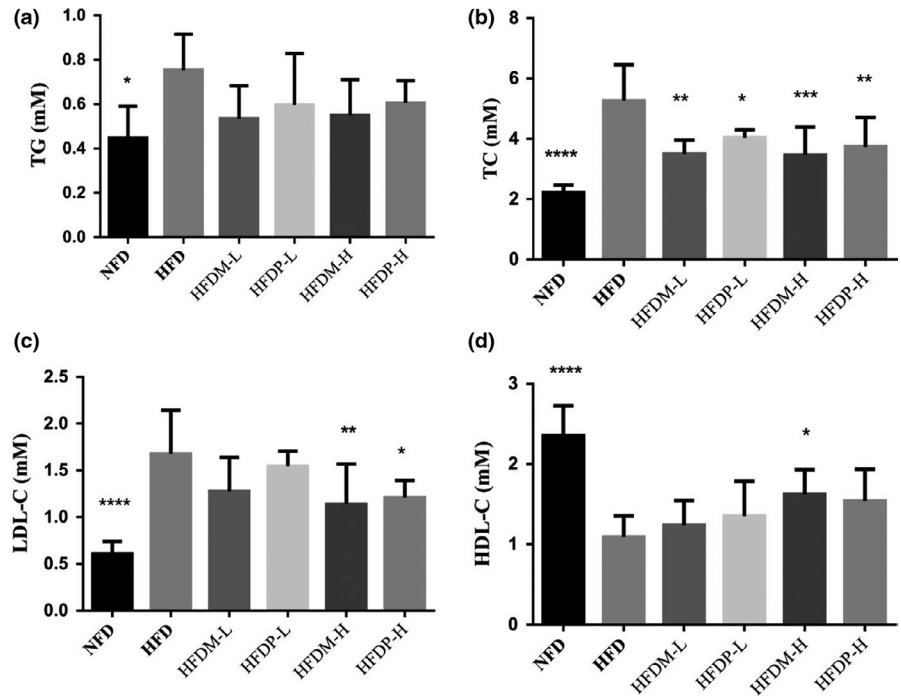 (a)
TG (mM)
1.0
0.8
0.6
0.4
0.2
0.0
*
NFD
HFD
HFDM-L
HFDP-L
HFDM-H
HFDP-H
(b)
TC (mM)
8
6
4
2
0
****
**
*
***
**
NFD
HFD
HFDM-L
HFDP-L
HFDM-H
HFDP-H
(c)
LDL-C (mM)
2.5
2.0
1.5
1.0
0.5
0.0
****
**
*
NFD
HFD
HFDM-L
HFDP-L
HFDM-H
HFDP-H
(d)
HDL-C (mM)
3
2
1
0
****
*
NFD
HFD
HFDM-L
HFDP-L
HFDM-H
HFDP-H